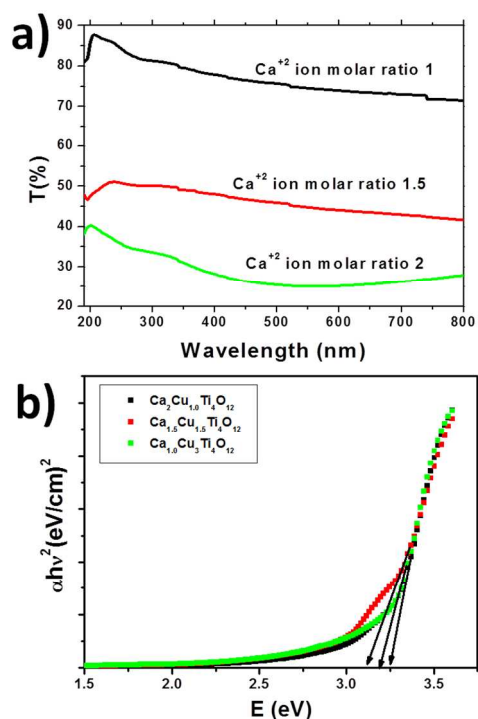 a)
90
80
70
60
50
40
30
20
T(%)
Ca⁺² ion molar ratio 1
Ca⁺² ion molar ratio 1.5
Ca⁺² ion molar ratio 2
200 300 400 500 600 700 800
Wavelength (nm)
b)
Ca₂Cu₁.₀Ti₄O₁₂
Ca₁.₅Cu₁.₅Ti₄O₁₂
Ca₁.₀Cu₃Ti₄O₁₂
αhν²(eV/cm)²
1.5 2.0 2.5 3.0 3.5
E (eV)